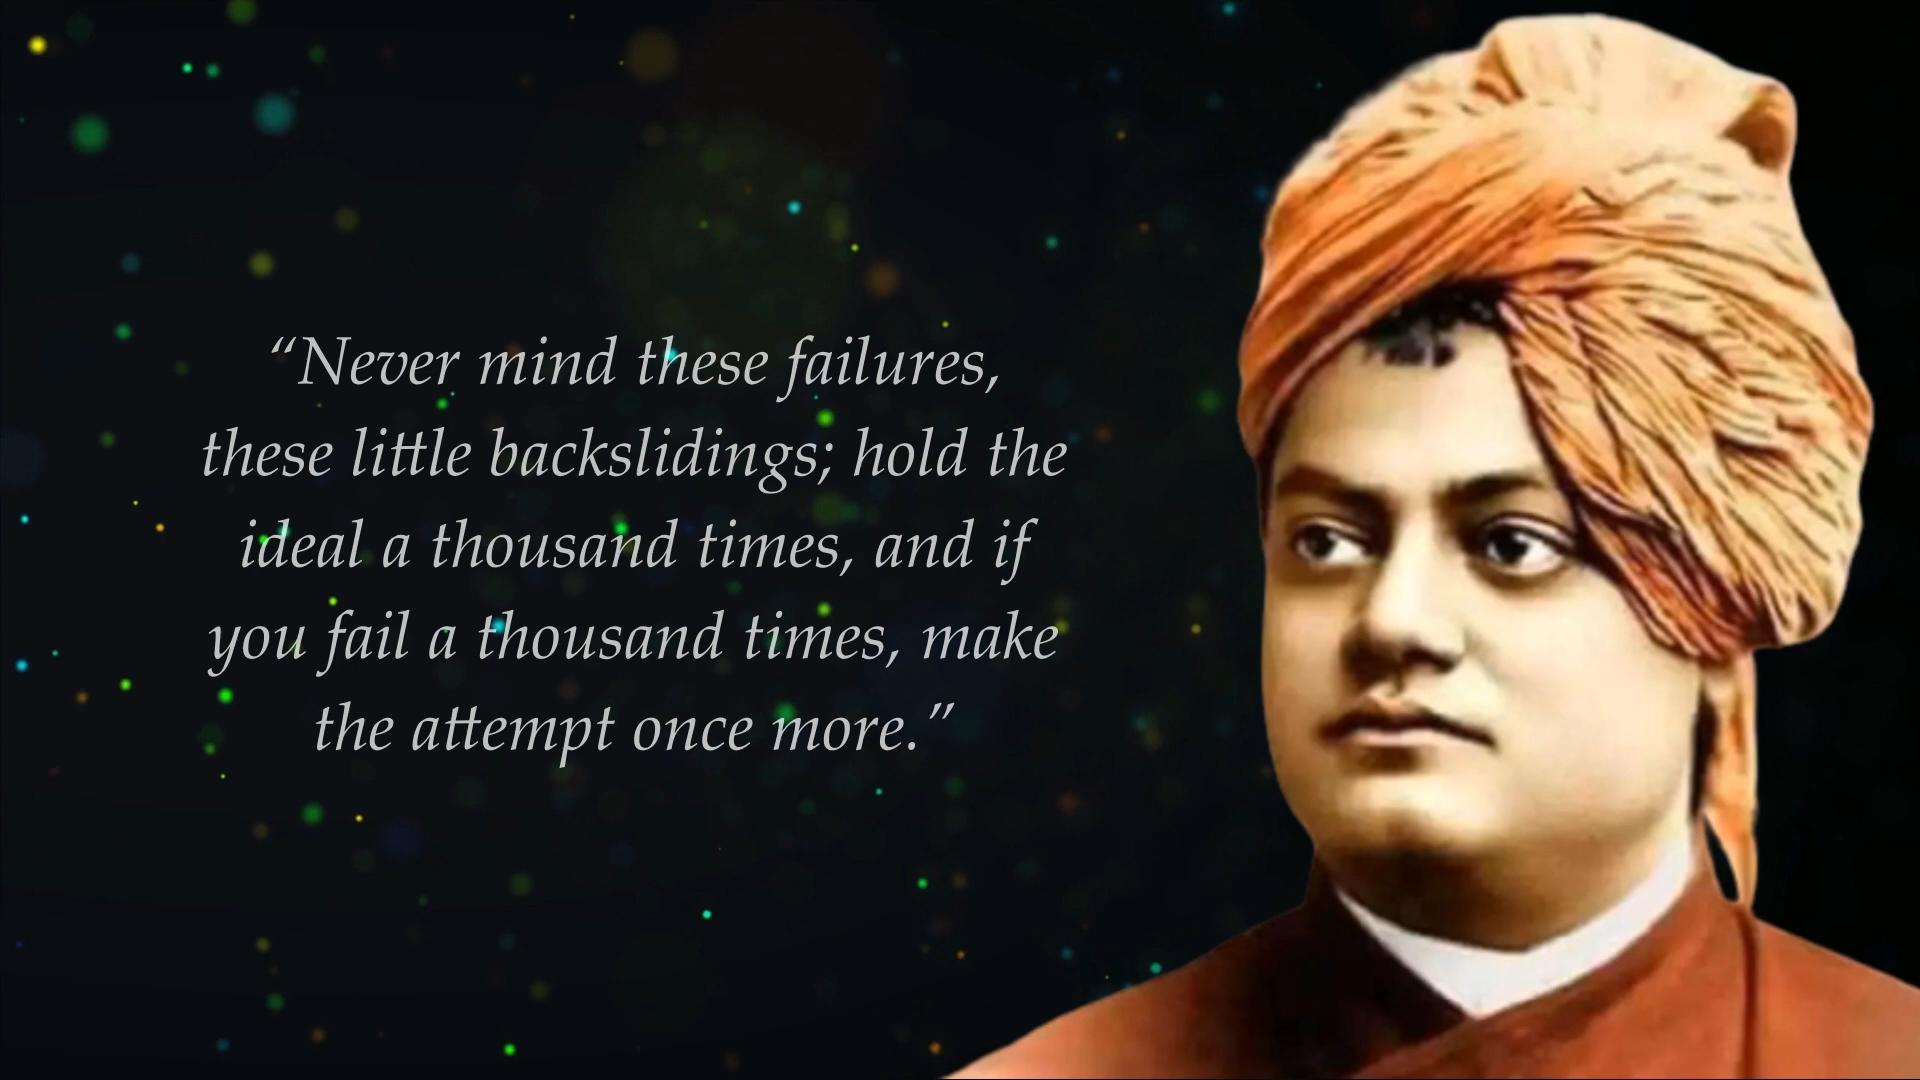 “Never mind these failures,
these little backslidings; hold the
ideal a thousand times, and if
you fail a thousand times, make
the attempt once more.”